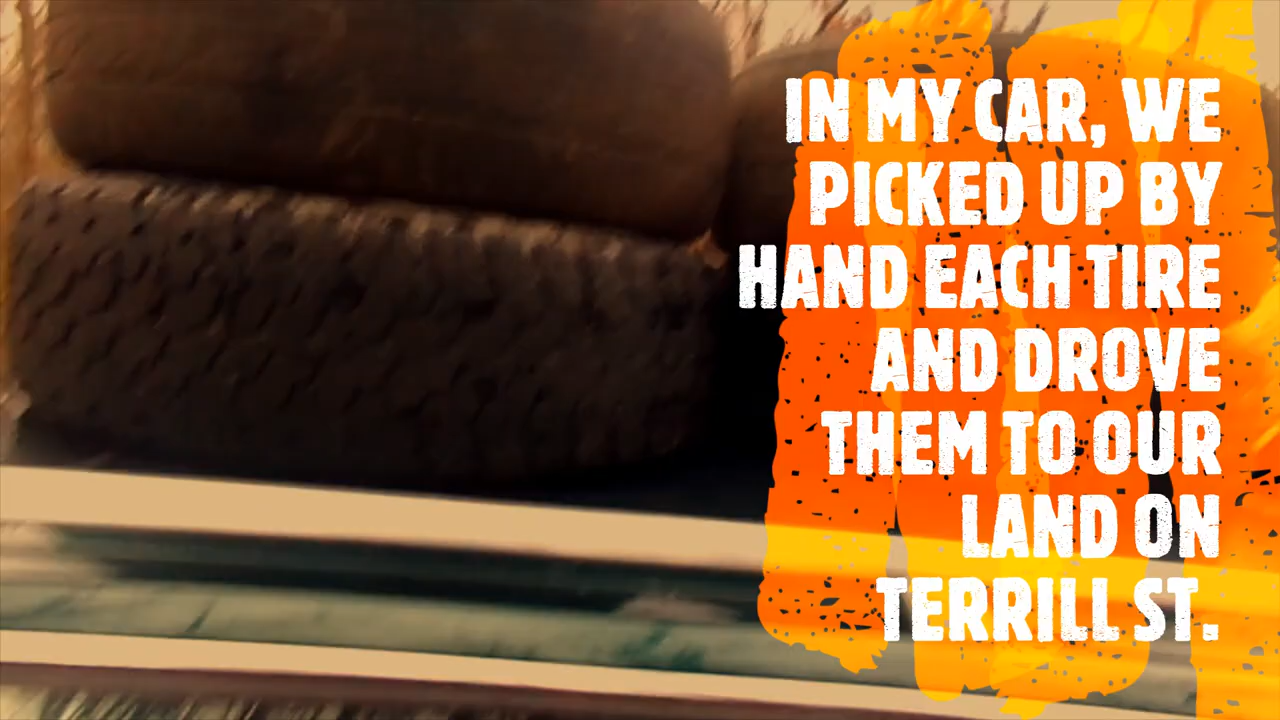 IN MY CAR, WE
PICKED UP BY
HAND EACH TIRE
AND DROVE
THEM TO OUR
LAND ON
TERRILL ST.